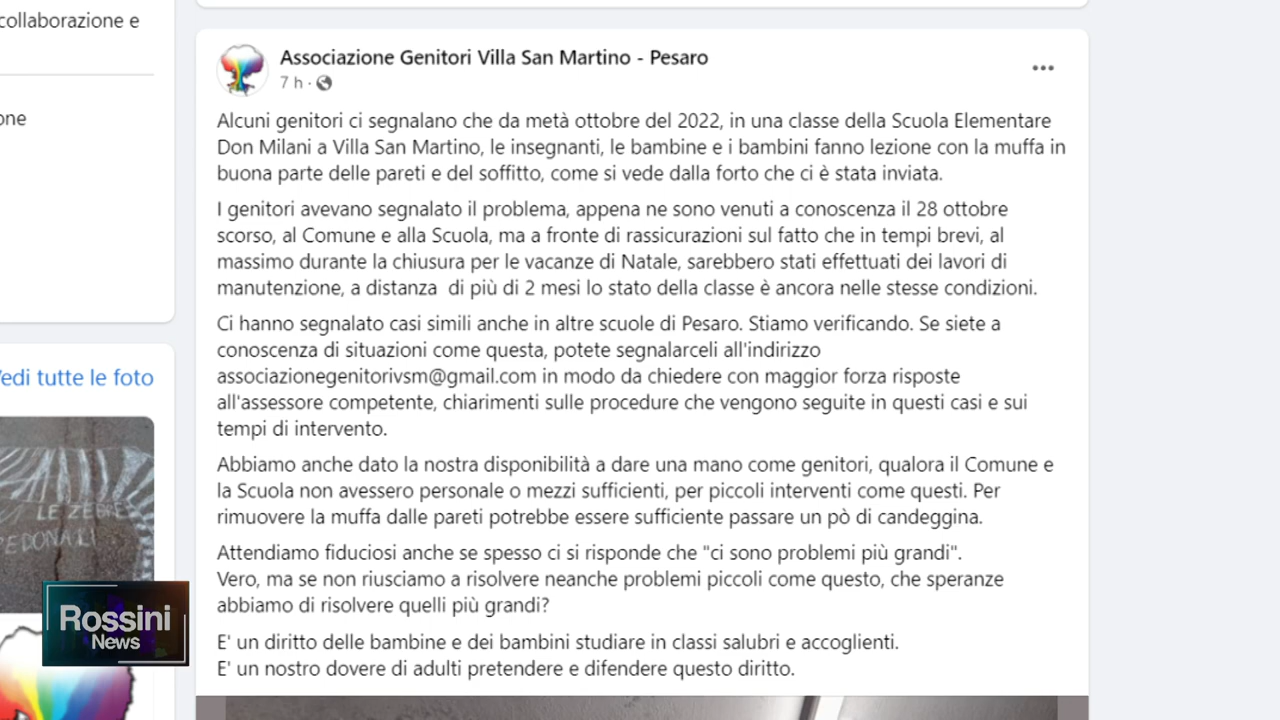 collaborazione e
one
Vedi tutte le foto
LE ZEBRE
PEDONALI
Rossini
News
Associazione Genitori Villa San Martino - Pesaro
7 h ·
Alcuni genitori ci segnalano che da metà ottobre del 2022, in una classe della Scuola Elementare
Don Milani a Villa San Martino, le insegnanti, le bambine e i bambini fanno lezione con la muffa in
buona parte delle pareti e del soffitto, come si vede dalla forto che ci è stata inviata.
I genitori avevano segnalato il problema, appena ne sono venuti a conoscenza il 28 ottobre
scorso, al Comune e alla Scuola, ma a fronte di rassicurazioni sul fatto che in tempi brevi, al
massimo durante la chiusura per le vacanze di Natale, sarebbero stati effettuati dei lavori di
manutenzione, a distanza  di più di 2 mesi lo stato della classe è ancora nelle stesse condizioni.
Ci hanno segnalato casi simili anche in altre scuole di Pesaro. Stiamo verificando. Se siete a
conoscenza di situazioni come questa, potete segnalarceli all'indirizzo
associazionegenitorivsm@gmail.com in modo da chiedere con maggior forza risposte
all'assessore competente, chiarimenti sulle procedure che vengono seguite in questi casi e sui
tempi di intervento.
Abbiamo anche dato la nostra disponibilità a dare una mano come genitori, qualora il Comune e
la Scuola non avessero personale o mezzi sufficienti, per piccoli interventi come questi. Per
rimuovere la muffa dalle pareti potrebbe essere sufficiente passare un pò di candeggina.
Attendiamo fiduciosi anche se spesso ci si risponde che "ci sono problemi più grandi".
Vero, ma se non riusciamo a risolvere neanche problemi piccoli come questo, che speranze
abbiamo di risolvere quelli più grandi?
E' un diritto delle bambine e dei bambini studiare in classi salubri e accoglienti.
E' un nostro dovere di adulti pretendere e difendere questo diritto.